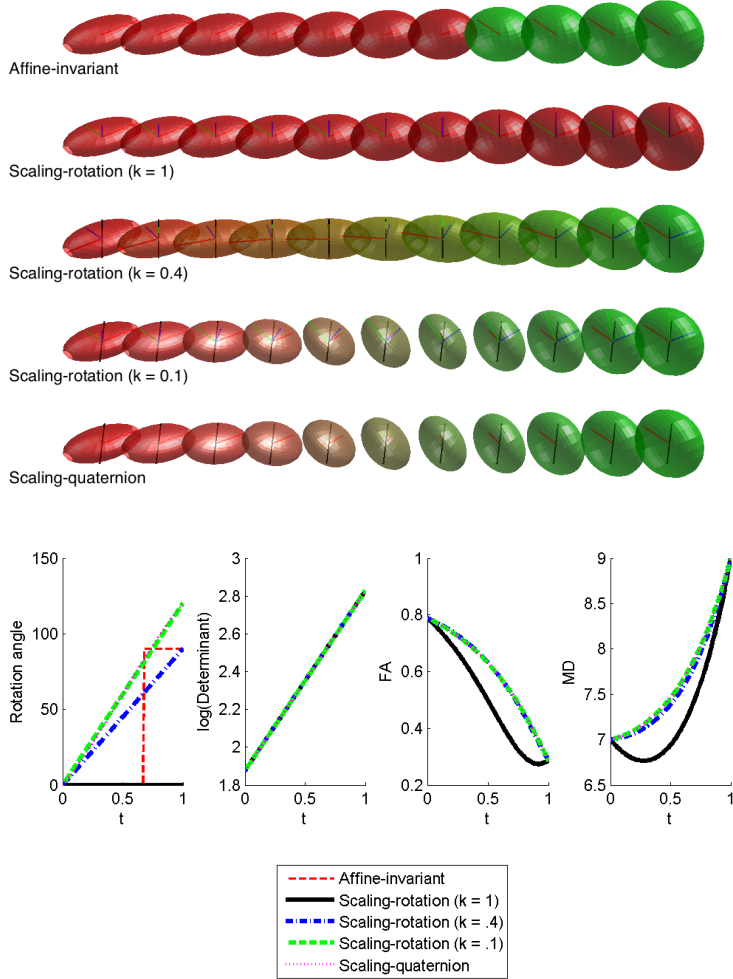 Affine-invariant
Scaling-rotation (k = 1)
Scaling-rotation (k = 0.4)
Scaling-rotation (k = 0.1)
Scaling-quaternion
150
100
50
0
0
0.5
1
Rotation angle
t
3
2.8
2.6
2.4
2.2
2
1.8
0
0.5
1
log(Determinant)
t
1
0.8
0.6
0.4
0.2
0
0.5
1
FA
t
9
8.5
8
7.5
7
6.5
0
0.5
1
MD
t
Affine-invariant
Scaling-rotation (k = 1)
Scaling-rotation (k = .4)
Scaling-rotation (k = .1)
Scaling-quaternion